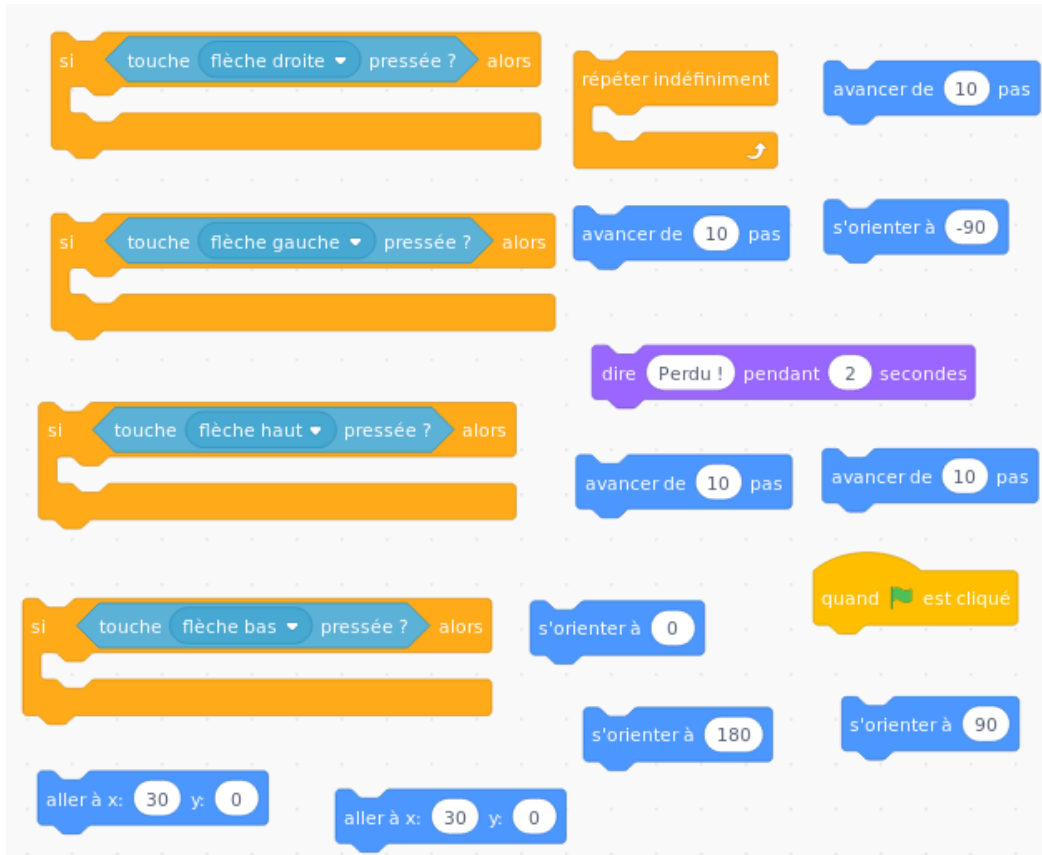 si touche flèche droite pressée ? alors
répéter indéfiniment
avancer de 10 pas
si touche flèche gauche pressée ? alors
avancer de 10 pas
s'orienter à -90
dire Perdu ! pendant 2 secondes
si touche flèche haut pressée ? alors
avancer de 10 pas
avancer de 10 pas
quand est cliqué
si touche flèche bas pressée ? alors
s'orienter à 0
s'orienter à 180
s'orienter à 90
aller à x: 30 y: 0
aller à x: 30 y: 0